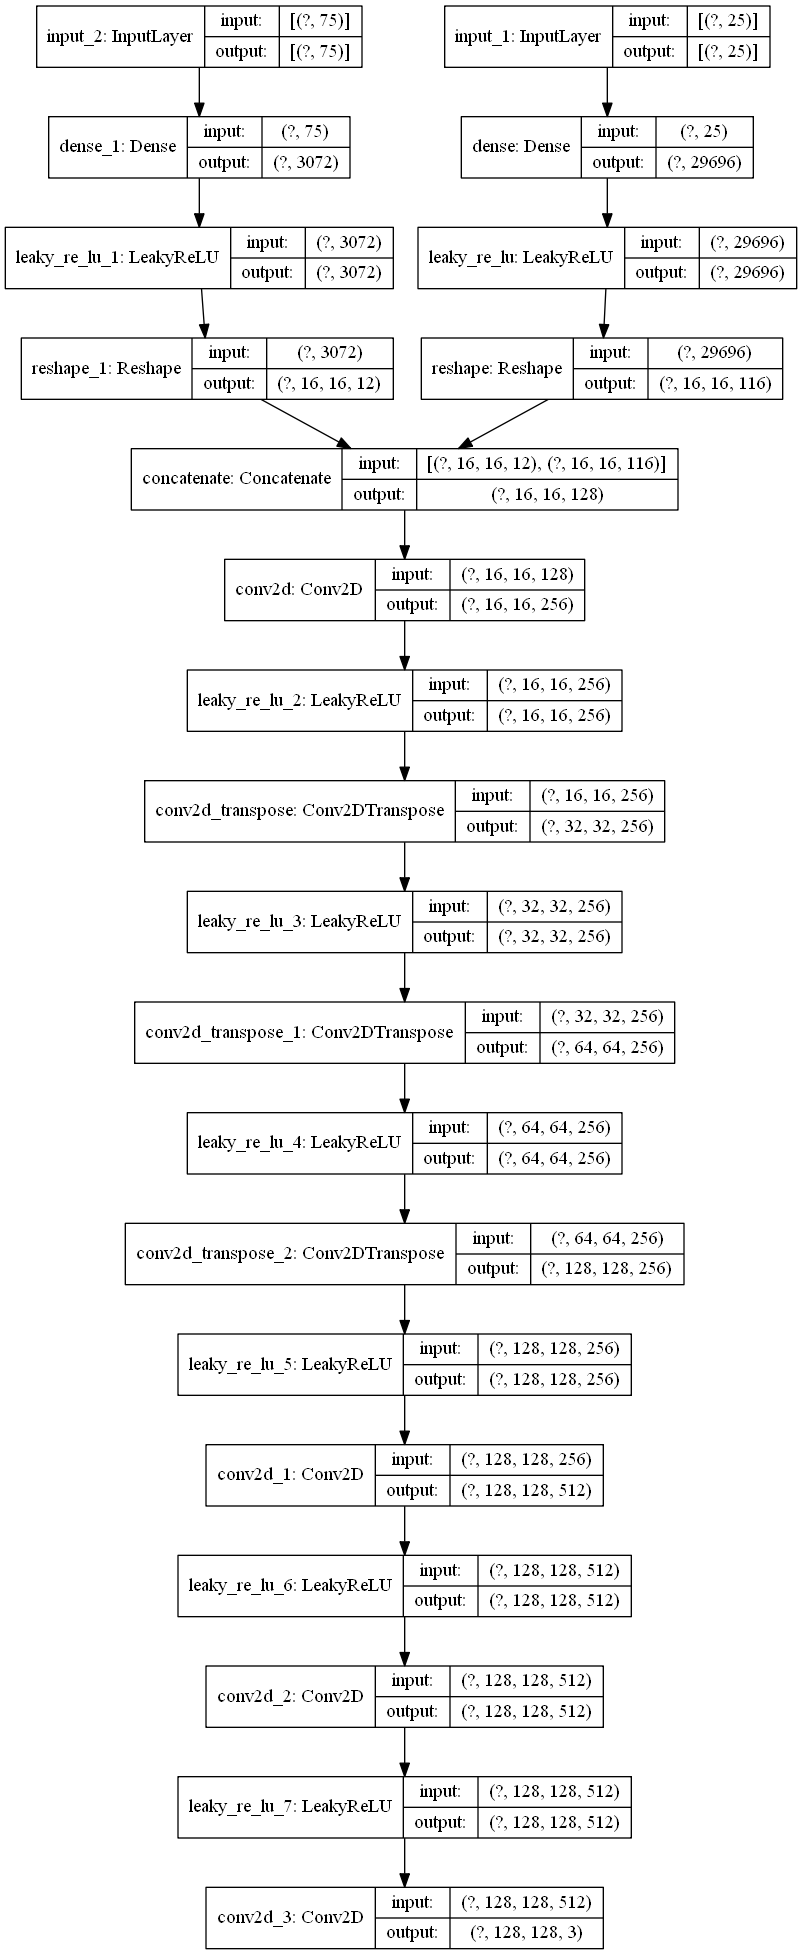 input_2: InputLayer
input: [(?, 75)]
output: [(?, 75)]
input_1: InputLayer
input: [(?, 25)]
output: [(?, 25)]
dense_1: Dense
input: (?, 75)
output: (?, 3072)
dense: Dense
input: (?, 25)
output: (?, 29696)
leaky_re_lu_1: LeakyReLU
input: (?, 3072)
output: (?, 3072)
leaky_re_lu: LeakyReLU
input: (?, 29696)
output: (?, 29696)
reshape_1: Reshape
input: (?, 3072)
output: (?, 16, 16, 12)
reshape: Reshape
input: (?, 29696)
output: (?, 16, 16, 116)
concatenate: Concatenate
input: [(?, 16, 16, 12), (?, 16, 16, 116)]
output: (?, 16, 16, 128)
conv2d: Conv2D
input: (?, 16, 16, 128)
output: (?, 16, 16, 256)
leaky_re_lu_2: LeakyReLU
input: (?, 16, 16, 256)
output: (?, 16, 16, 256)
conv2d_transpose: Conv2DTranspose
input: (?, 16, 16, 256)
output: (?, 32, 32, 256)
leaky_re_lu_3: LeakyReLU
input: (?, 32, 32, 256)
output: (?, 32, 32, 256)
conv2d_transpose_1: Conv2DTranspose
input: (?, 32, 32, 256)
output: (?, 64, 64, 256)
leaky_re_lu_4: LeakyReLU
input: (?, 64, 64, 256)
output: (?, 64, 64, 256)
conv2d_transpose_2: Conv2DTranspose
input: (?, 64, 64, 256)
output: (?, 128, 128, 256)
leaky_re_lu_5: LeakyReLU
input: (?, 128, 128, 256)
output: (?, 128, 128, 256)
conv2d_1: Conv2D
input: (?, 128, 128, 256)
output: (?, 128, 128, 512)
leaky_re_lu_6: LeakyReLU
input: (?, 128, 128, 512)
output: (?, 128, 128, 512)
conv2d_2: Conv2D
input: (?, 128, 128, 512)
output: (?, 128, 128, 512)
leaky_re_lu_7: LeakyReLU
input: (?, 128, 128, 512)
output: (?, 128, 128, 512)
conv2d_3: Conv2D
input: (?, 128, 128, 512)
output: (?, 128, 128, 3)